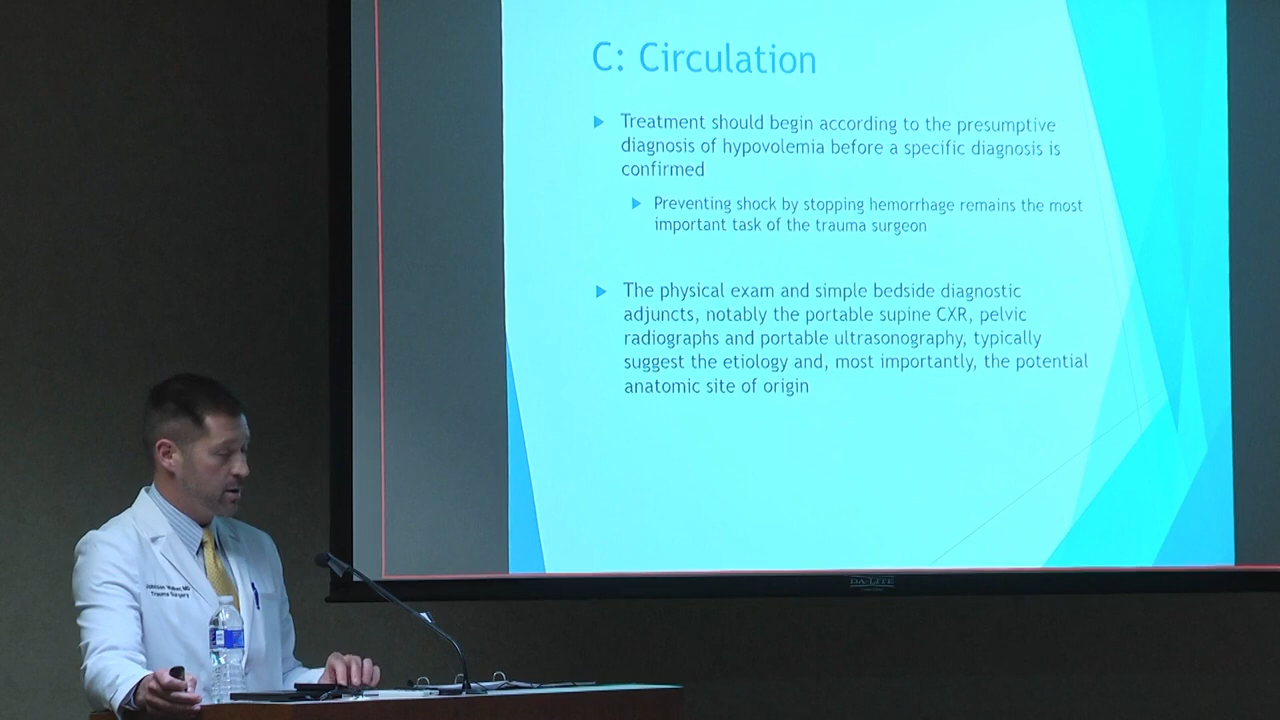 C: Circulation
Treatment should begin according to the presumptive
diagnosis of hypovolemia before a specific diagnosis is
confirmed
Preventing shock by stopping hemorrhage remains the most
important task of the trauma surgeon
The physical exam and simple bedside diagnostic
adjuncts, notably the portable supine CXR, pelvic
radiographs and portable ultrasonography, typically
suggest the etiology and, most importantly, the potential
anatomic site of origin
DA-LITE
Johnson Walker, MD
Trauma Surgery